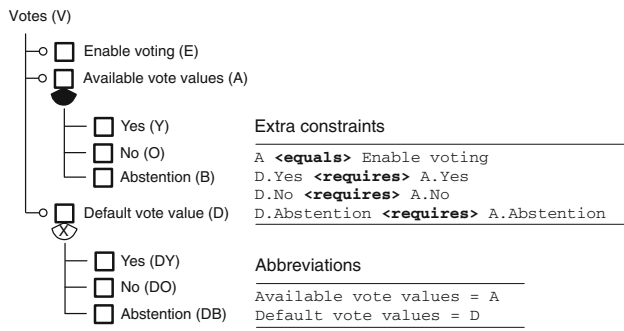 Votes (V)
Enable voting (E)
Available vote values (A)
Yes (Y)
No (O)
Abstention (B)
Default vote value (D)
X
Yes (DY)
No (DO)
Abstention (DB)
Extra constraints
A <equals> Enable voting
D.Yes <requires> A.Yes
D.No <requires> A.No
D.Abstention <requires> A.Abstention
Abbreviations
Available vote values = A
Default vote values = D